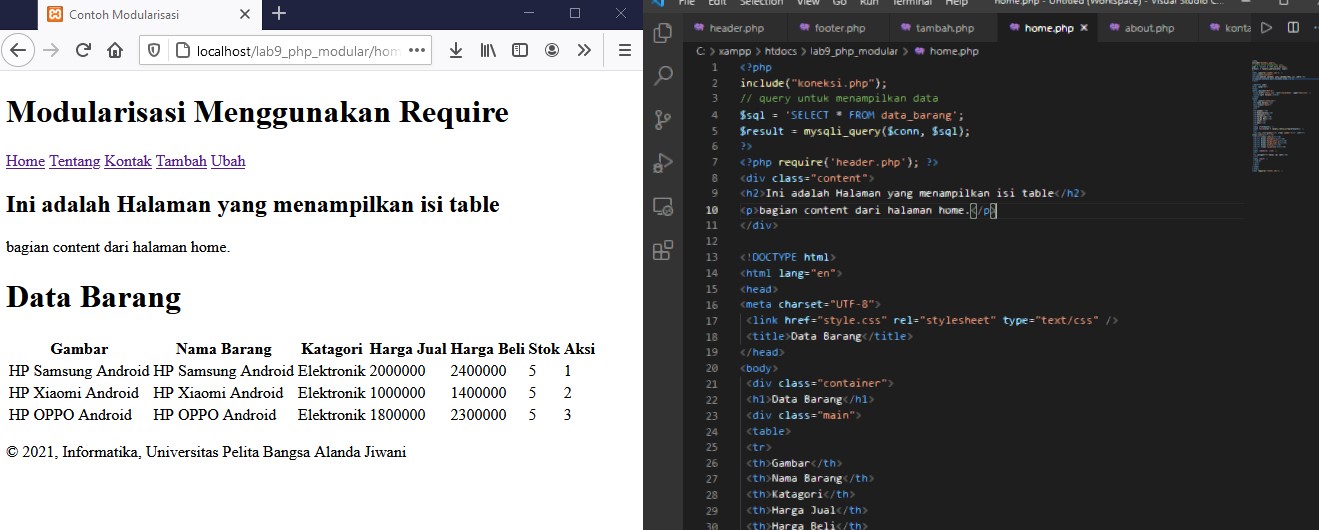 Contoh Modularisasi
localhost/lab9_php_modular/hom
Modularisasi Menggunakan Require
Home Tentang Kontak Tambah Ubah
Ini adalah Halaman yang menampilkan isi table
bagian content dari halaman home.
Data Barang
Gambar Nama Barang Katagori Harga Jual Harga Beli Stok Aksi
HP Samsung Android HP Samsung Android Elektronik 2000000 2400000 5 1
HP Xiaomi Android HP Xiaomi Android Elektronik 1000000 1400000 5 2
HP OPPO Android HP OPPO Android Elektronik 1800000 2300000 5 3
© 2021, Informatika, Universitas Pelita Bangsa Alanda Jiwani
File Edit Selection View Go Run Terminal Help home.php - Untitled (Workspace) - Visual Studio C...
header.php footer.php tambah.php home.php about.php konta
C: > xampp > htdocs > lab9_php_modular > home.php
1 <?php
2 include("koneksi.php");
3 // query untuk menampilkan data
4 $sql = 'SELECT * FROM data_barang';
5 $result = mysqli_query($conn, $sql);
6 ?>
7 <?php require('header.php'); ?>
8 <div class="content">
9 <h2>Ini adalah Halaman yang menampilkan isi table</h2>
10 <p>bagian content dari halaman home.</p>
11 </div>
12
13 <!DOCTYPE html>
14 <html lang="en">
15 <head>
16 <meta charset="UTF-8">
17 <link href="style.css" rel="stylesheet" type="text/css" />
18 <title>Data Barang</title>
19 </head>
20 <body>
21 <div class="container">
22 <h1>Data Barang</h1>
23 <div class="main">
24 <table>
25 <tr>
26 <th>Gambar</th>
27 <th>Nama Barang</th>
28 <th>Katagori</th>
29 <th>Harga Jual</th>
30 <th>Harga Beli</th>